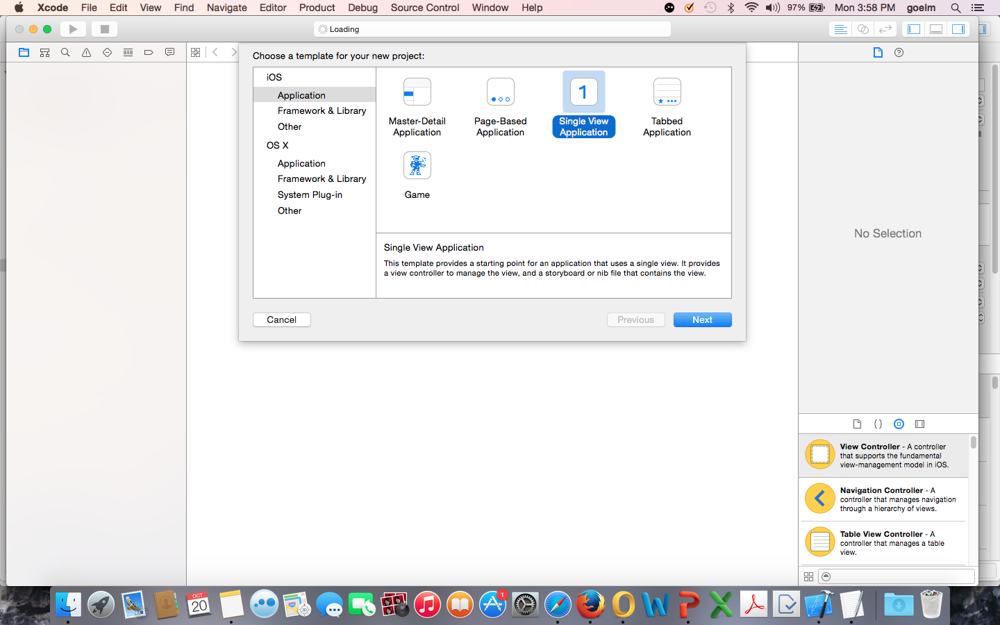 Xcode File Edit View Find Navigate Editor Product Debug Source Control Window Help 97% Mon 3:58 PM goelm
Loading
Choose a template for your new project:
iOS
Application
Framework & Library
Other
OS X
Application
Framework & Library
System Plug-in
Other
Master-Detail
Application
Page-Based
Application
1
Single View
Application
Tabbed
Application
Game
Single View Application
This template provides a starting point for an application that uses a single view. It provides
a view controller to manage the view, and a storyboard or nib file that contains the view.
Cancel
Previous
Next
No Selection
{}
View Controller - A controller
that supports the fundamental
view-management model in iOS.
Navigation Controller - A
controller that manages navigation
through a hierarchy of views.
Table View Controller - A
controller that manages a table
view.
OCT
20
1